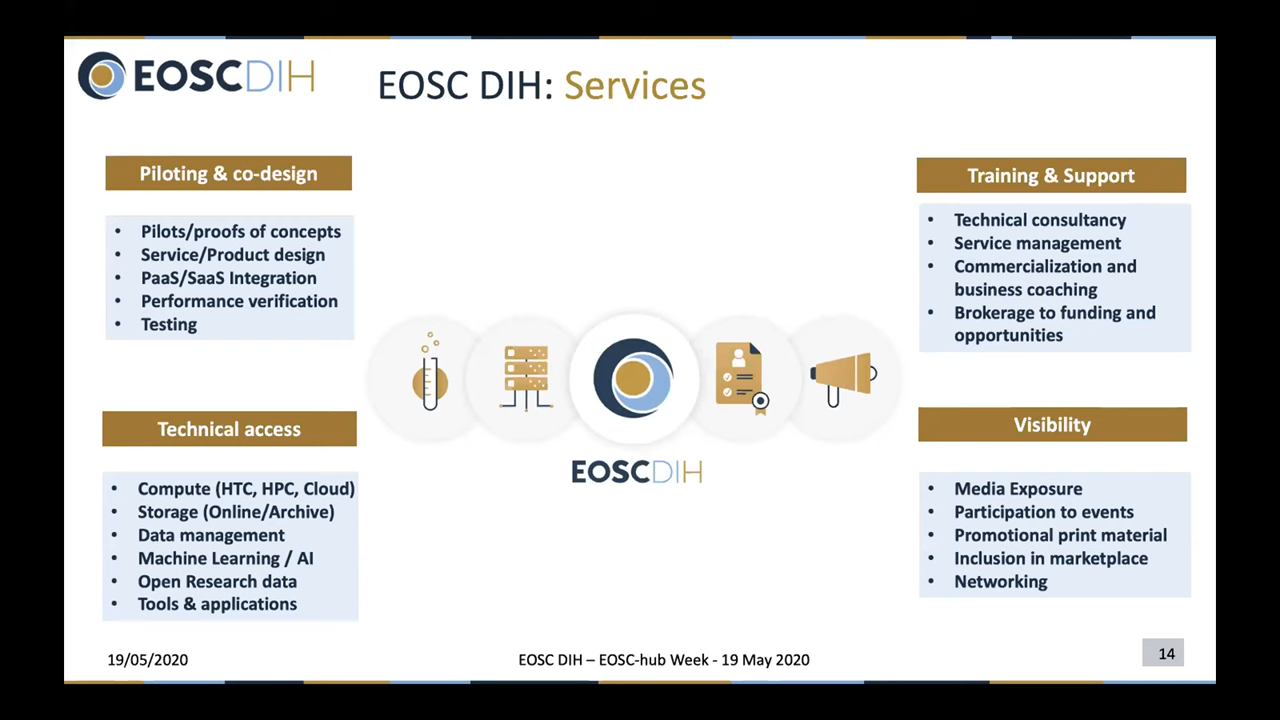 EOSCDIH
EOSC DIH: Services
Piloting & co-design
• Pilots/proofs of concepts
• Service/Product design
• PaaS/SaaS Integration
• Performance verification
• Testing
Technical access
• Compute (HTC, HPC, Cloud)
• Storage (Online/Archive)
• Data management
• Machine Learning / AI
• Open Research data
• Tools & applications
EOSCDIH
Training & Support
• Technical consultancy
• Service management
• Commercialization and
business coaching
• Brokerage to funding and
opportunities
Visibility
• Media Exposure
• Participation to events
• Promotional print material
• Inclusion in marketplace
• Networking
19/05/2020
EOSC DIH – EOSC-hub Week - 19 May 2020
14